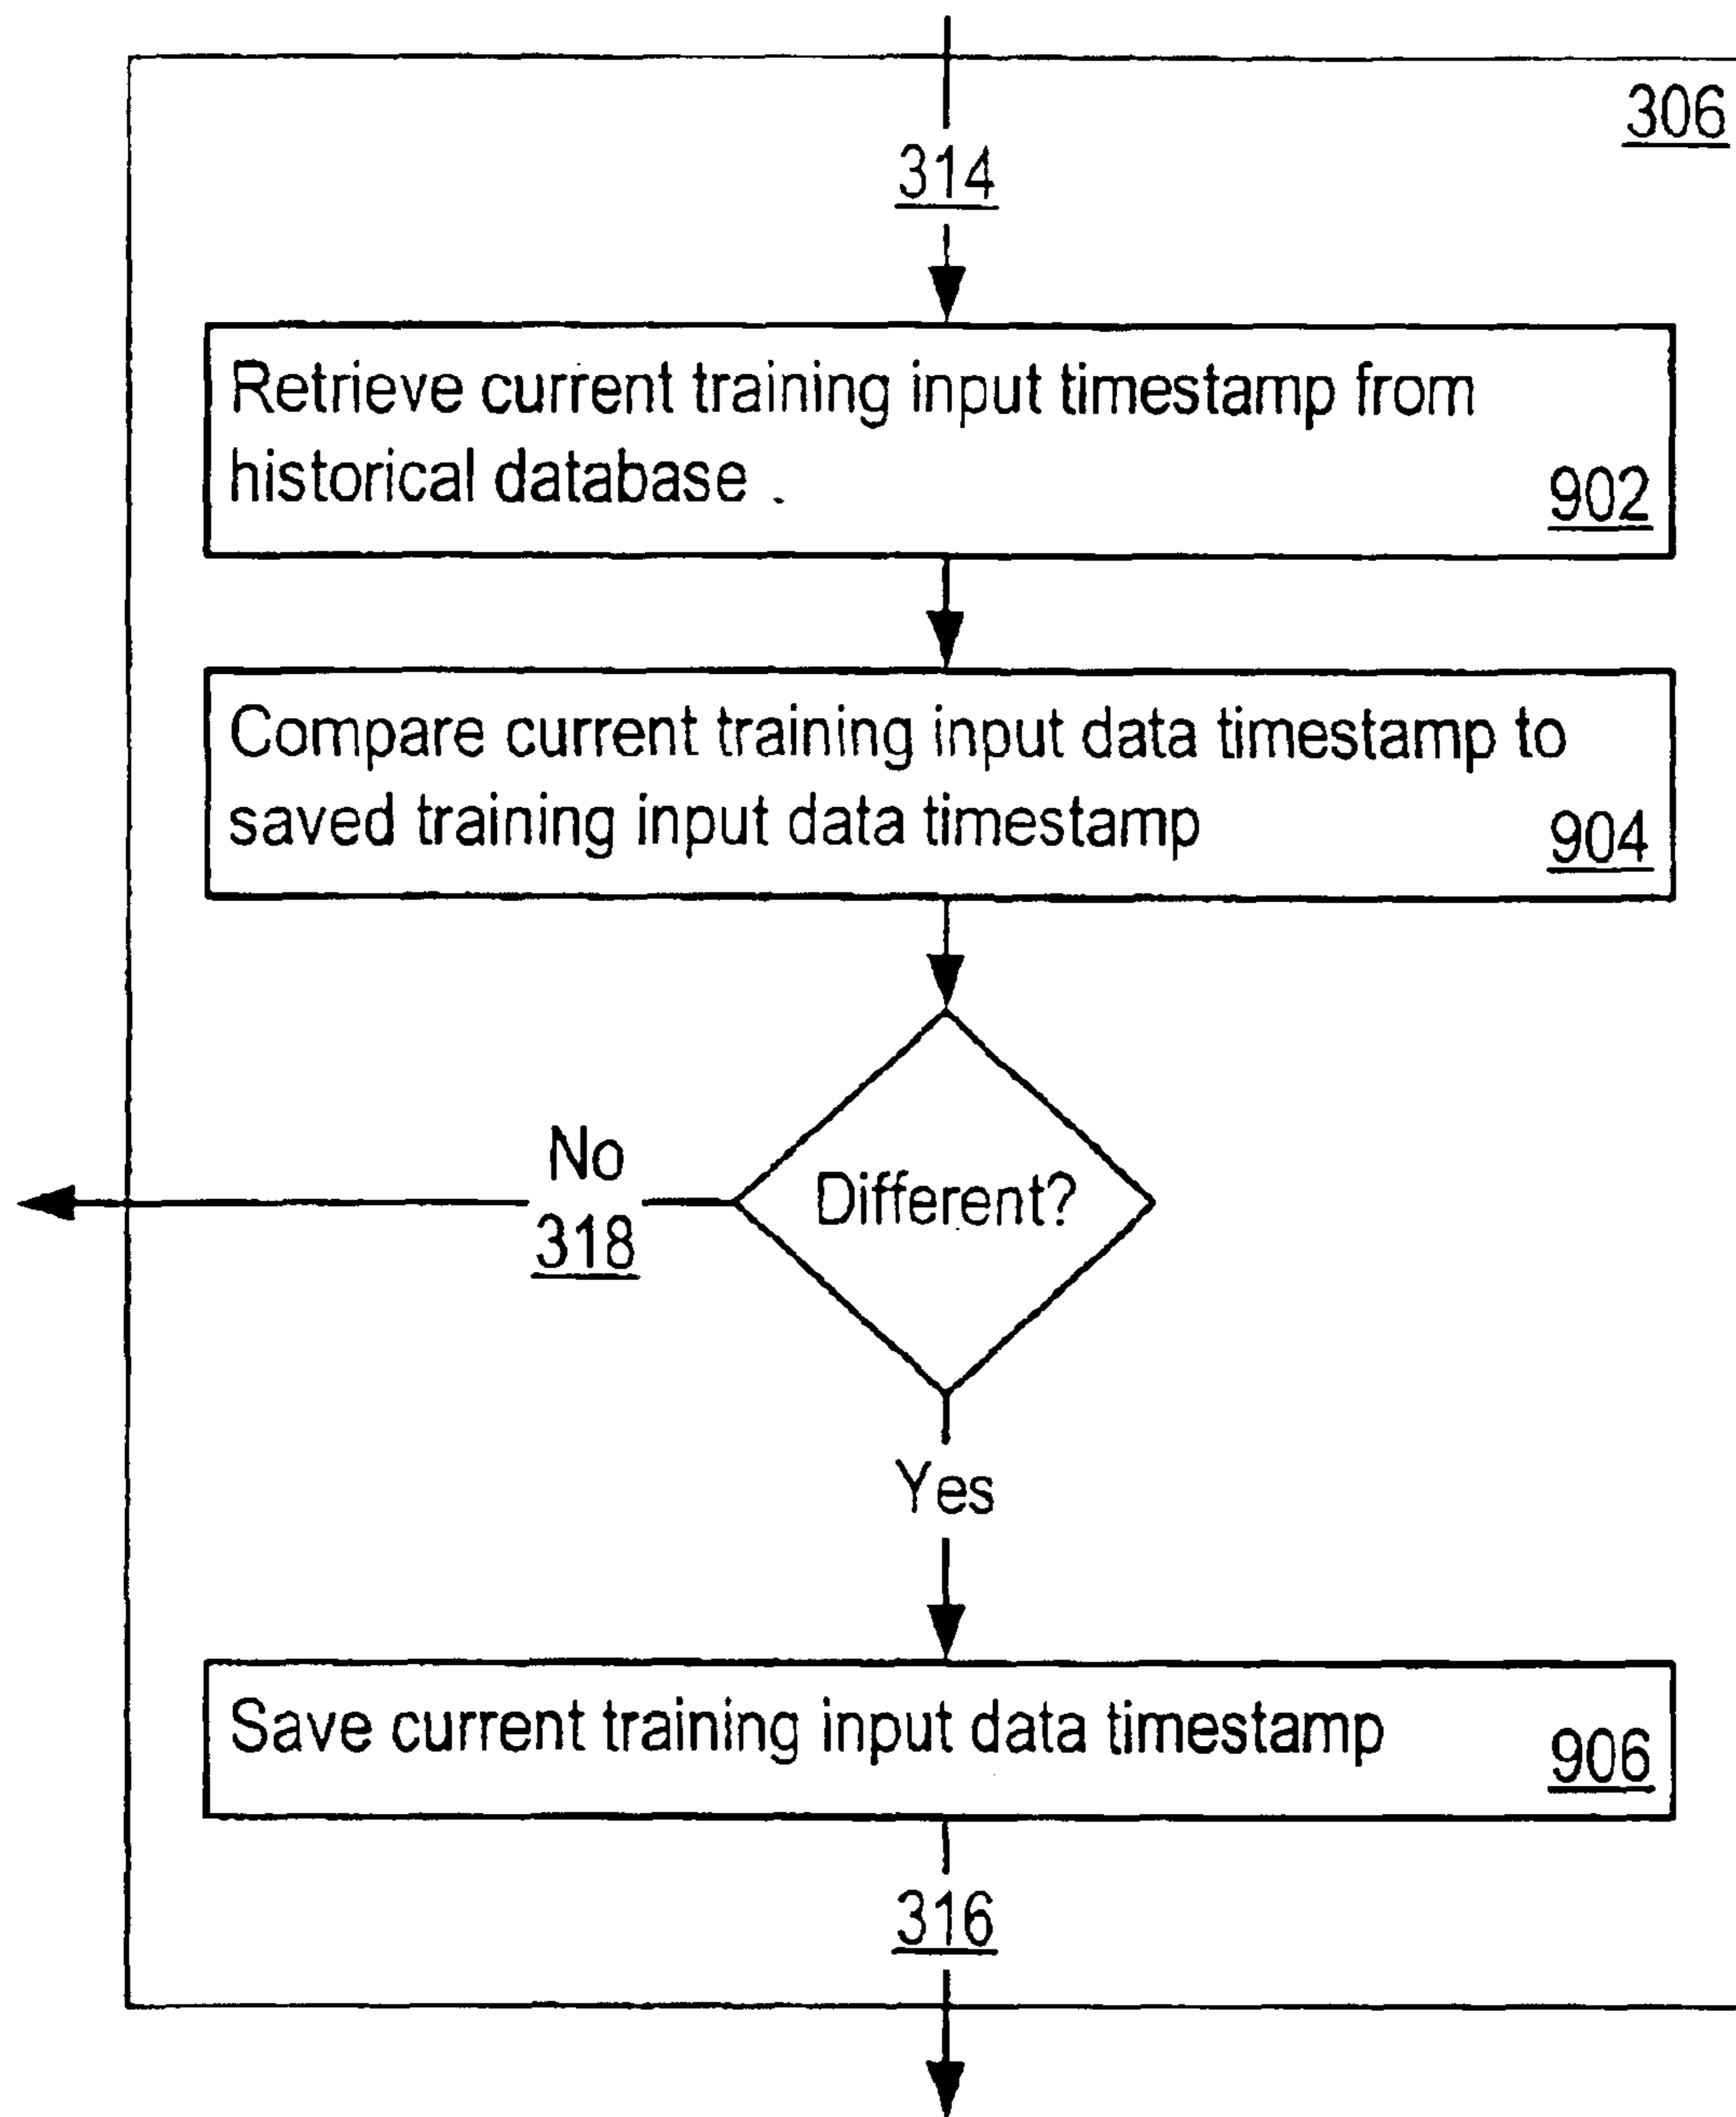 306
314
Retrieve current training input timestamp from
historical database
902
Compare current training input data timestamp to
saved training input data timestamp
904
Different?
No
318
Yes
Save current training input data timestamp
906
316